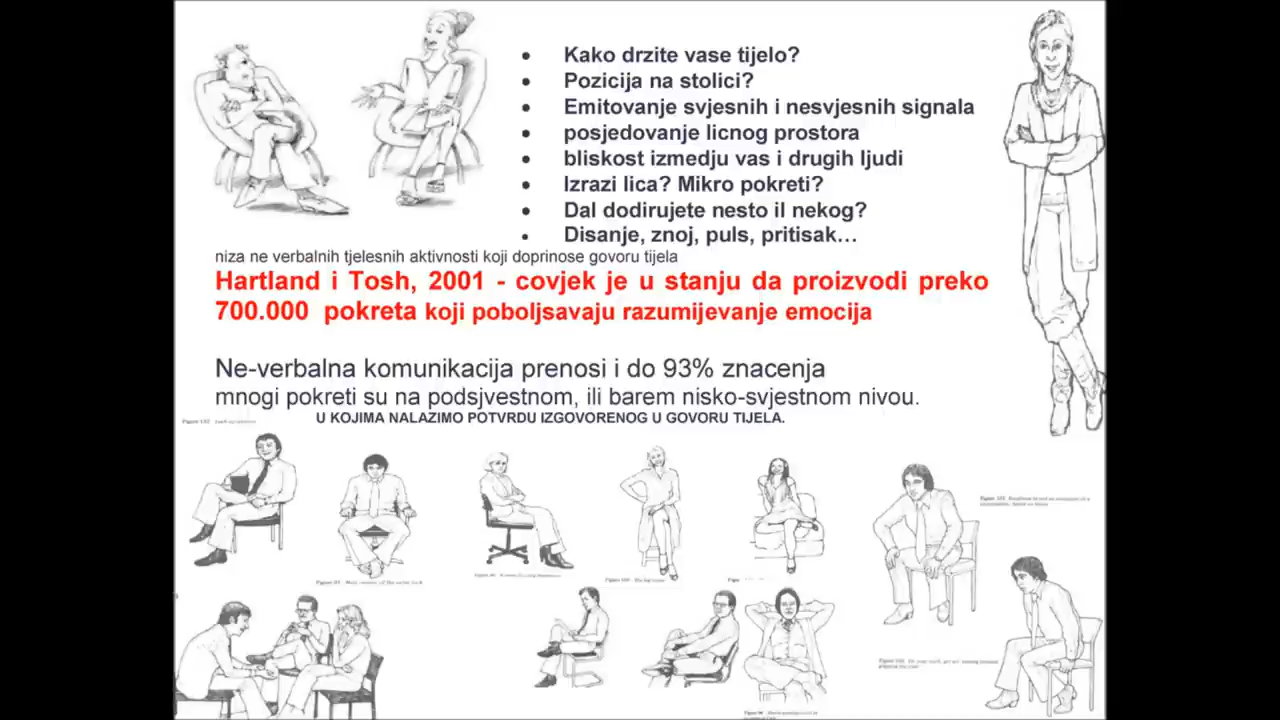 Kako drzite vase tijelo?
Pozicija na stolici?
Emitovanje svjesnih i nesvjesnih signala
posjedovanje licnog prostora
bliskost izmedju vas i drugih ljudi
Izrazi lica? Mikro pokreti?
Dal dodirujete nesto il nekog?
Disanje, znoj, puls, pritisak…
niza ne verbalnih tjelesnih aktivnosti koji doprinose govoru tijela
Hartland i Tosh, 2001 - covjek je u stanju da proizvodi preko
700.000 pokreta koji poboljsavaju razumijevanje emocija
Ne-verbalna komunikacija prenosi i do 93% znacenja
mnogi pokreti su na podsjvestnom, ili barem nisko-svjestnom nivou.
U KOJIMA NALAZIMO POTVRDU IZGOVORENOG U GOVORU TIJELA.